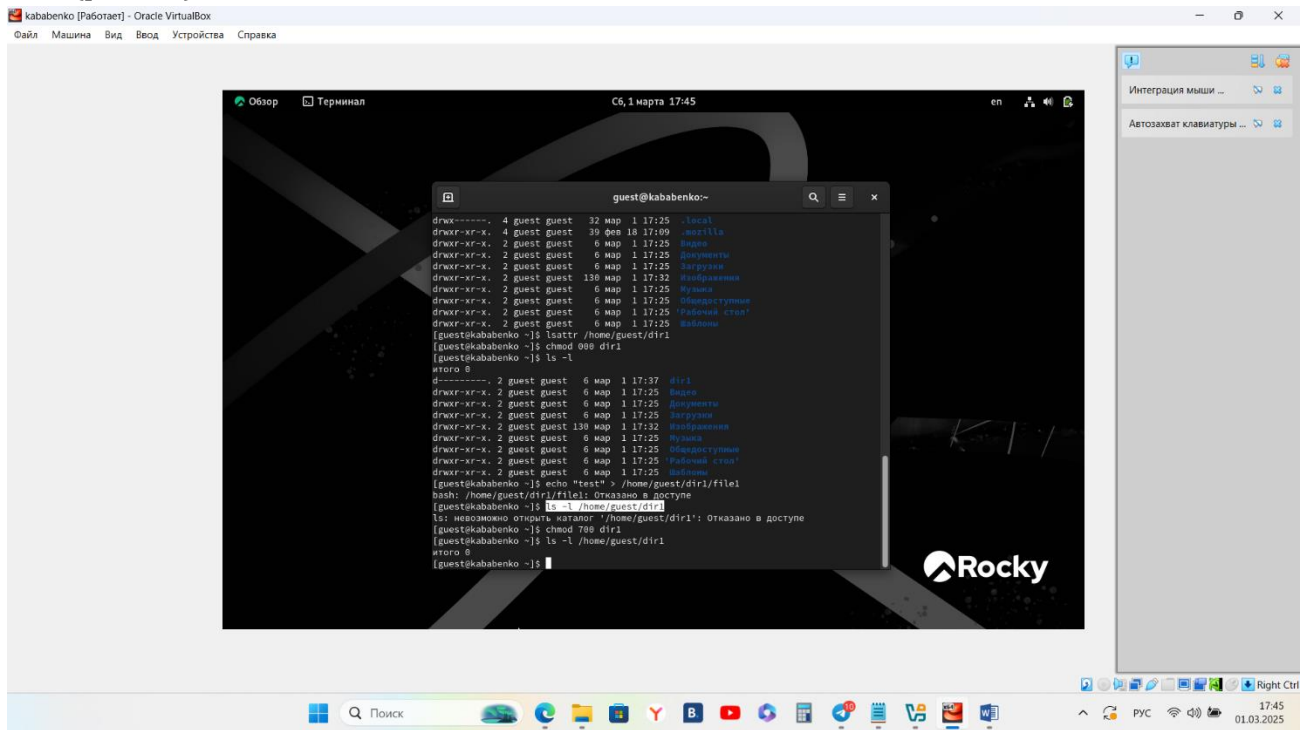 kababenko [Работает] - Oracle VirtualBox
Файл Машина Вид Ввод Устройства Справка
Интеграция мыши ...
Автозахват клавиатуры ...
Обзор Терминал Сб, 1 марта 17:45 en
guest@kababenko:~
drwx------. 4 guest guest 32 мар 1 17:25 .local
drwxr-xr-x. 4 guest guest 39 фев 18 17:09 .mozilla
drwxr-xr-x. 2 guest guest 6 мар 1 17:25 Видео
drwxr-xr-x. 2 guest guest 6 мар 1 17:25 Документы
drwxr-xr-x. 2 guest guest 6 мар 1 17:25 Загрузки
drwxr-xr-x. 2 guest guest 130 мар 1 17:32 Изображения
drwxr-xr-x. 2 guest guest 6 мар 1 17:25 Музыка
drwxr-xr-x. 2 guest guest 6 мар 1 17:25 Общедоступные
drwxr-xr-x. 2 guest guest 6 мар 1 17:25 'Рабочий стол'
drwxr-xr-x. 2 guest guest 6 мар 1 17:25 Шаблоны
[guest@kababenko ~]$ lsattr /home/guest/dir1
[guest@kababenko ~]$ chmod 000 dir1
[guest@kababenko ~]$ ls -l
итого 0
d---------. 2 guest guest 6 мар 1 17:37 dir1
drwxr-xr-x. 2 guest guest 6 мар 1 17:25 Видео
drwxr-xr-x. 2 guest guest 6 мар 1 17:25 Документы
drwxr-xr-x. 2 guest guest 6 мар 1 17:25 Загрузки
drwxr-xr-x. 2 guest guest 130 мар 1 17:32 Изображения
drwxr-xr-x. 2 guest guest 6 мар 1 17:25 Музыка
drwxr-xr-x. 2 guest guest 6 мар 1 17:25 Общедоступные
drwxr-xr-x. 2 guest guest 6 мар 1 17:25 'Рабочий стол'
drwxr-xr-x. 2 guest guest 6 мар 1 17:25 Шаблоны
[guest@kababenko ~]$ echo "test" > /home/guest/dir1/file1
bash: /home/guest/dir1/file1: Отказано в доступе
[guest@kababenko ~]$ ls -l /home/guest/dir1
ls: невозможно открыть каталог '/home/guest/dir1': Отказано в доступе
[guest@kababenko ~]$ chmod 700 dir1
[guest@kababenko ~]$ ls -l /home/guest/dir1
итого 0
[guest@kababenko ~]$
Rocky
Right Ctrl
Поиск
РУС
17:45
01.03.2025